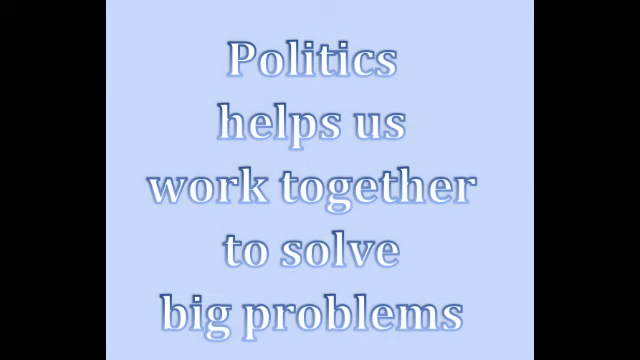 Politics
helps us
work together
to solve
big problems